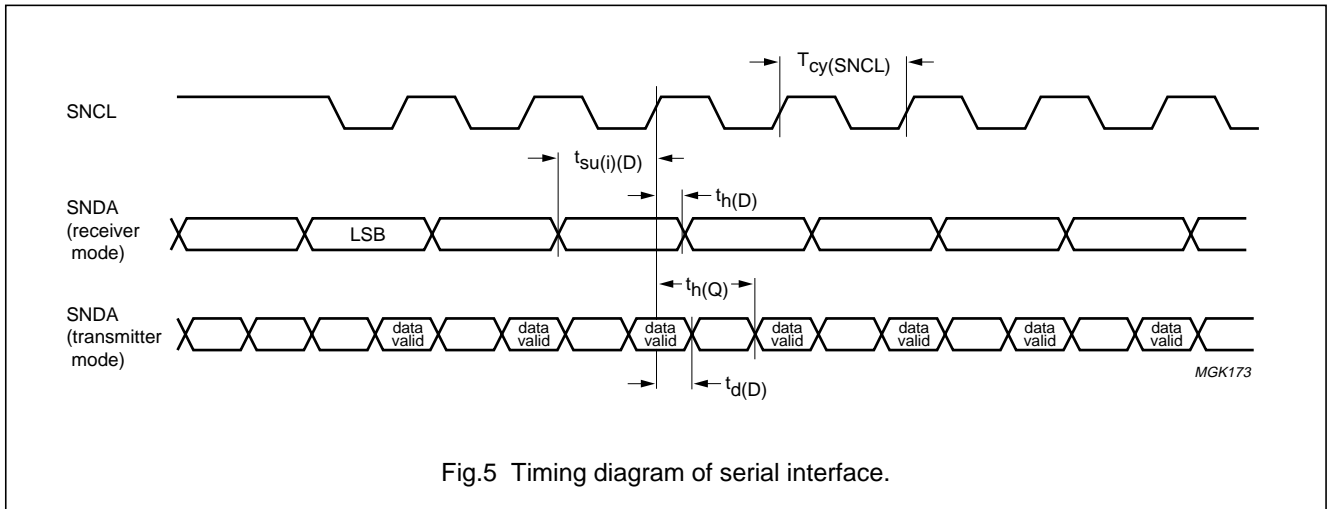 Tcy(SNCL)
SNCL
tsu(i)(D)
th(D)
SNDA
(receiver
mode)
LSB
th(Q)
SNDA
(transmitter
mode)
data
valid
data
valid
data
valid
data
valid
data
valid
data
valid
data
valid
MGK173
td(D)
Fig.5 Timing diagram of serial interface.